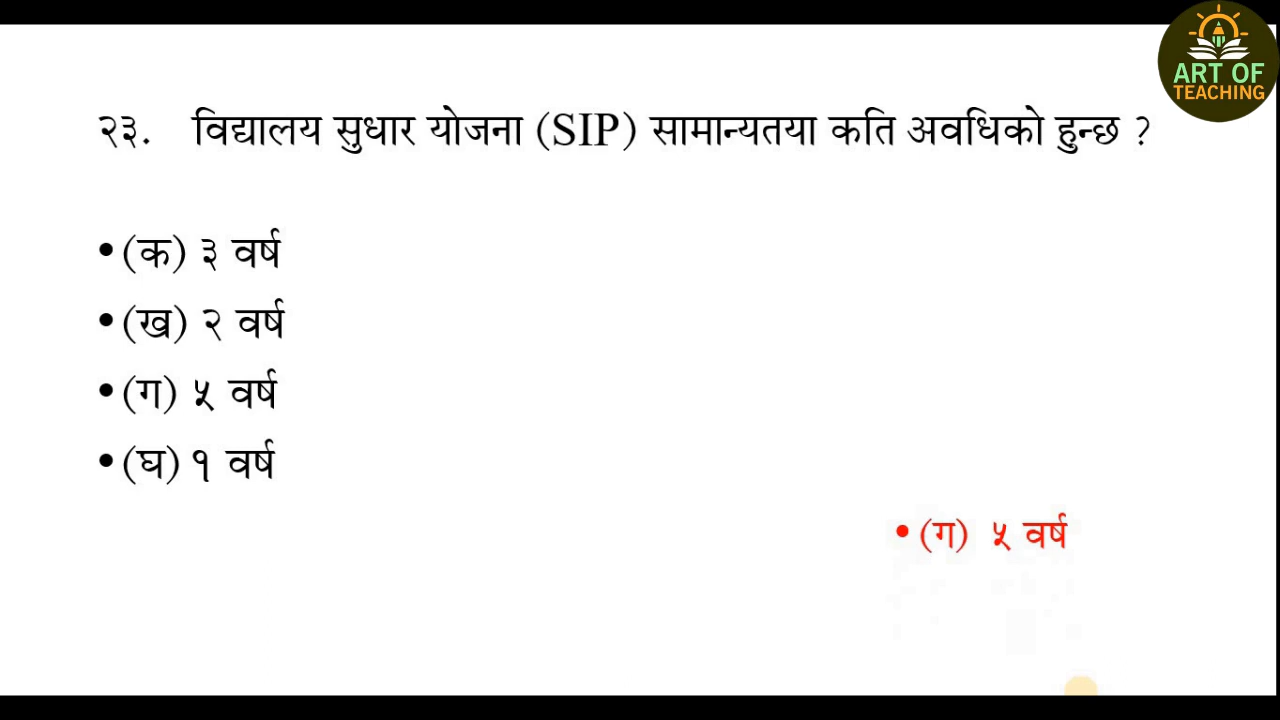 ART OF
TEACHING
२३. विद्यालय सुधार योजना (SIP) सामान्यतया कति अवधिको हुन्छ ?
•(क) ३ वर्ष
•(ख) २ वर्ष
•(ग) ५ वर्ष
•(घ) १ वर्ष
•(ग) ५ वर्ष